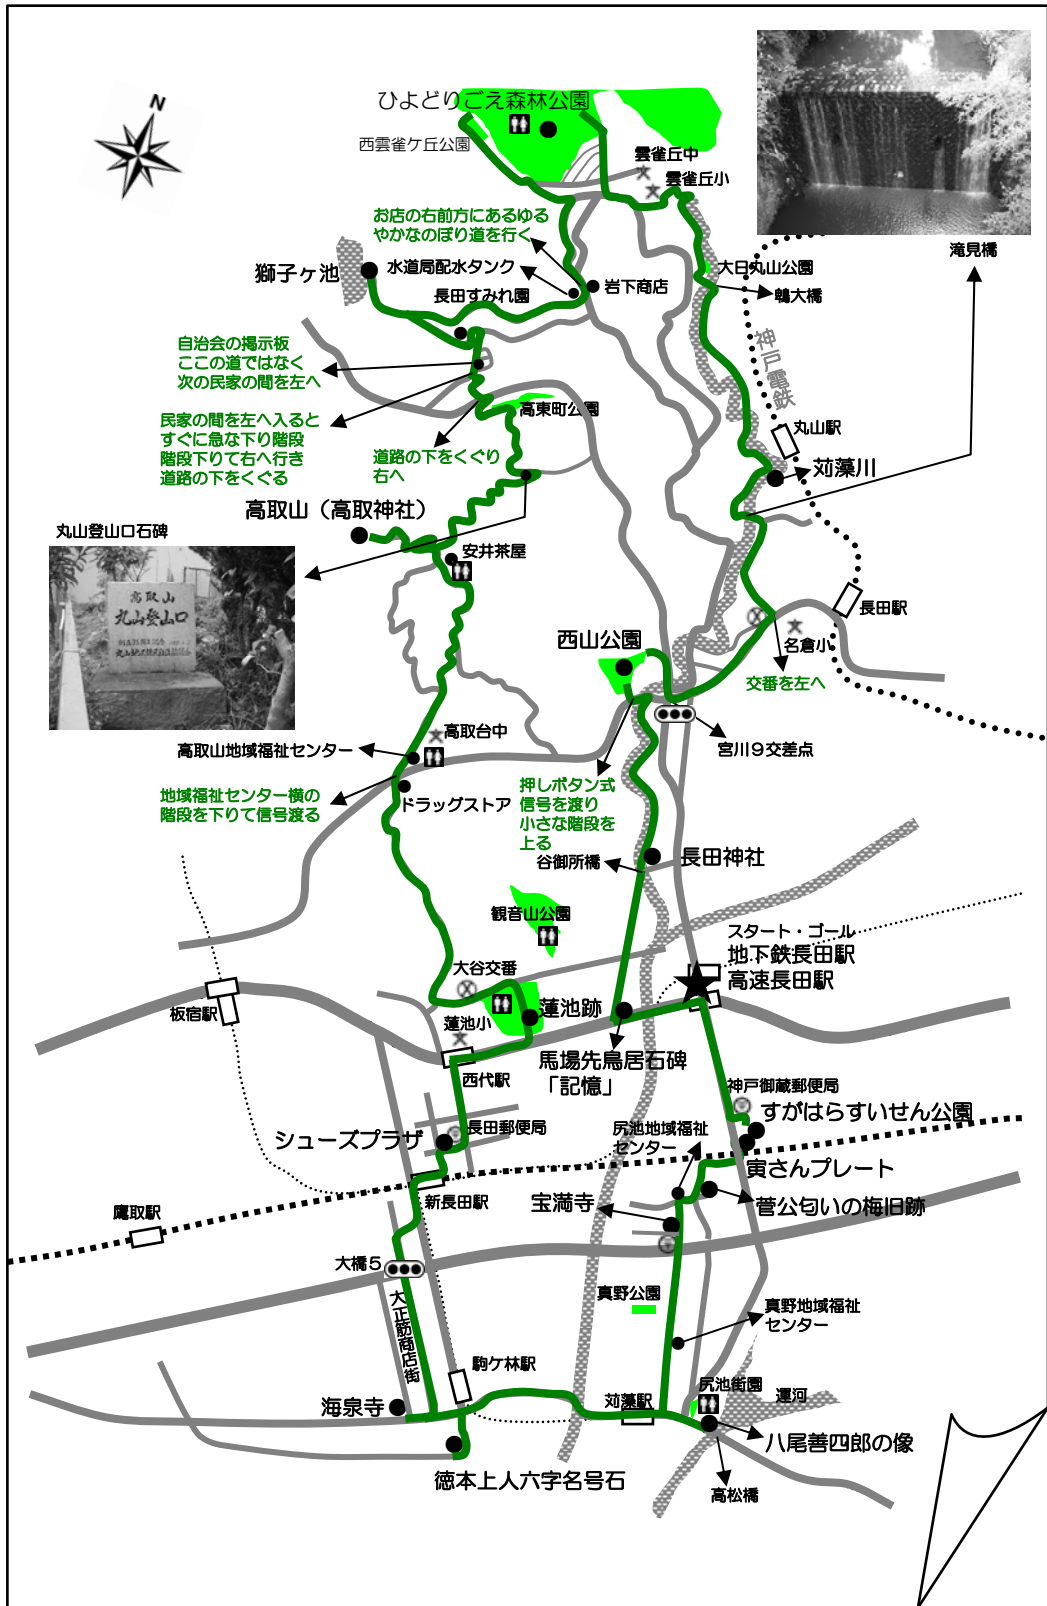 N
ひよどりごえ森林公園
西雲雀ケ丘公園
雲雀丘中
雲雀丘小
お店の右前方にあるゆる
やかなのぼり道を行く
滝見橋
獅子ヶ池
水道局配水タンク
岩下商店
大日丸山公園
鵯大橋
長田すみれ園
神戸電鉄
自治会の掲示板
ここの道ではなく
次の民家の間を左へ
高東町公園
民家の間を左へ入ると
すぐに急な下り階段
階段下りて右へ行き
道路の下をくぐる
道路の下をくぐり
右へ
丸山駅
苅藻川
高取山（高取神社）
丸山登山口石碑
安井茶屋
高取山
丸山登山口
長田駅
名倉小
西山公園
交番を左へ
高取台中
高取山地域福祉センター
宮川９交差点
地域福祉センター横の
階段を下りて信号渡る
ドラッグストア
押しボタン式
信号を渡り
小さな階段を
上る
谷御所橋
長田神社
観音山公園
スタート・ゴール
地下鉄長田駅
高速長田駅
大谷交番
板宿駅
蓮池小
蓮池跡
西代駅
馬場先鳥居石碑
「記憶」
神戸御蔵郵便局
すがはらすいせん公園
シューズプラザ
長田郵便局
尻池地域福祉
センター
寅さんプレート
新長田駅
宝満寺
菅公匂いの梅旧跡
鷹取駅
大橋５
大正筋商店街
真野公園
真野地域福祉
センター
駒ケ林駅
海泉寺
苅藻駅
尻池街園
運河
八尾善四郎の像
徳本上人六字名号石
高松橋